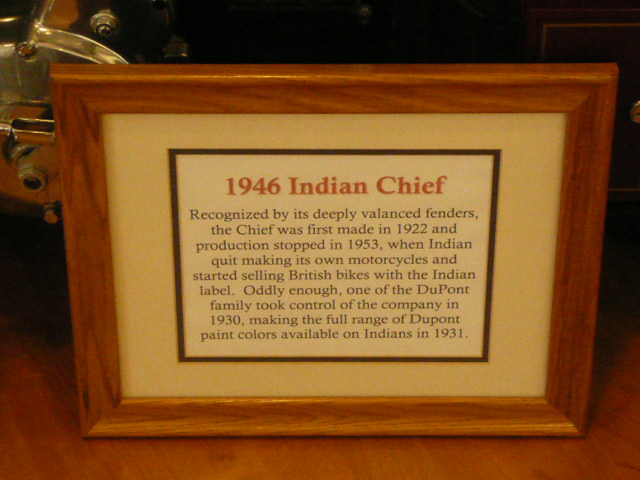 1946 Indian Chief
Recognized by its deeply valanced fenders,
the Chief was first made in 1922 and
production stopped in 1953, when Indian
quit making its own motorcycles and
started selling British bikes with the Indian
label. Oddly enough, one of the DuPont
family took control of the company in
1930, making the full range of Dupont
paint colors available on Indians in 1931.